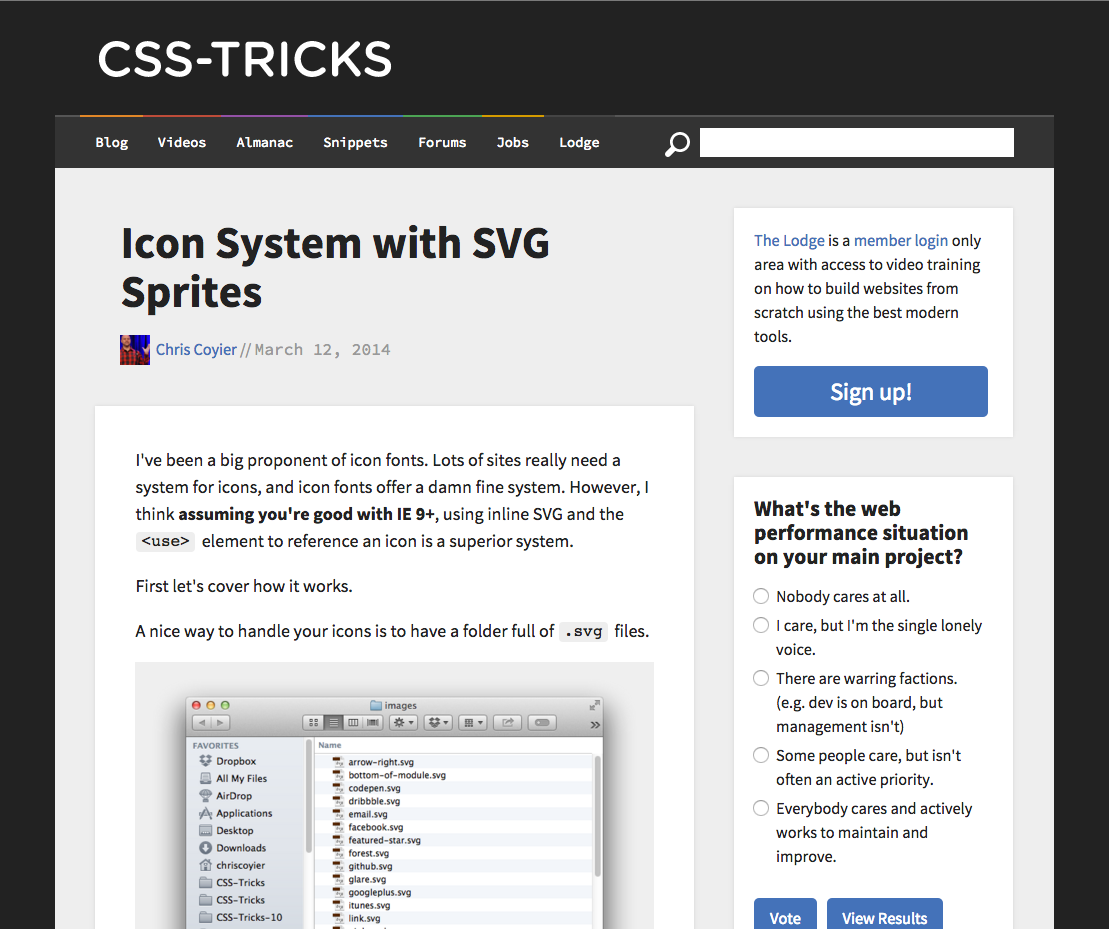 CSS-TRICKS
Blog Videos Almanac Snippets Forums Jobs Lodge
Icon System with SVG
Sprites
Chris Coyier // March 12, 2014
I've been a big proponent of icon fonts. Lots of sites really need a
system for icons, and icon fonts offer a damn fine system. However, I
think assuming you're good with IE 9+, using inline SVG and the
<use> element to reference an icon is a superior system.
First let's cover how it works.
A nice way to handle your icons is to have a folder full of .svg files.
images
FAVORITES
Dropbox
All My Files
AirDrop
Applications
Desktop
Downloads
chriscoyier
CSS-Tricks
CSS-Tricks
CSS-Tricks-10
Name
arrow-right.svg
bottom-of-module.svg
codepen.svg
dribbble.svg
email.svg
facebook.svg
featured-star.svg
forest.svg
github.svg
glare.svg
googleplus.svg
itunes.svg
link.svg
The Lodge is a member login only
area with access to video training
on how to build websites from
scratch using the best modern
tools.
Sign up!
What's the web
performance situation
on your main project?
Nobody cares at all.
I care, but I'm the single lonely
voice.
There are warring factions.
(e.g. dev is on board, but
management isn't)
Some people care, but isn't
often an active priority.
Everybody cares and actively
works to maintain and
improve.
Vote View Results